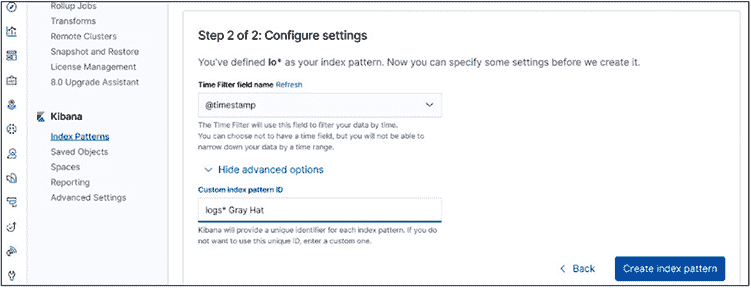 Rollup Jobs
Transforms
Remote Clusters
Snapshot and Restore
License Management
8.0 Upgrade Assistant
Kibana
Index Patterns
Saved Objects
Spaces
Reporting
Advanced Settings
Step 2 of 2: Configure settings
You've defined lo* as your index pattern. Now you can specify some settings before we create it.
Time Filter field name Refresh
@timestamp
The Time Filter will use this field to filter your data by time.
You can choose not to have a time field, but you will not be able to
narrow down your data by a time range.
Hide advanced options
Custom index pattern ID
logs* Gray Hat
Kibana will provide a unique identifier for each index pattern. If you do
not want to use this unique ID, enter a custom one.
Back
Create index pattern